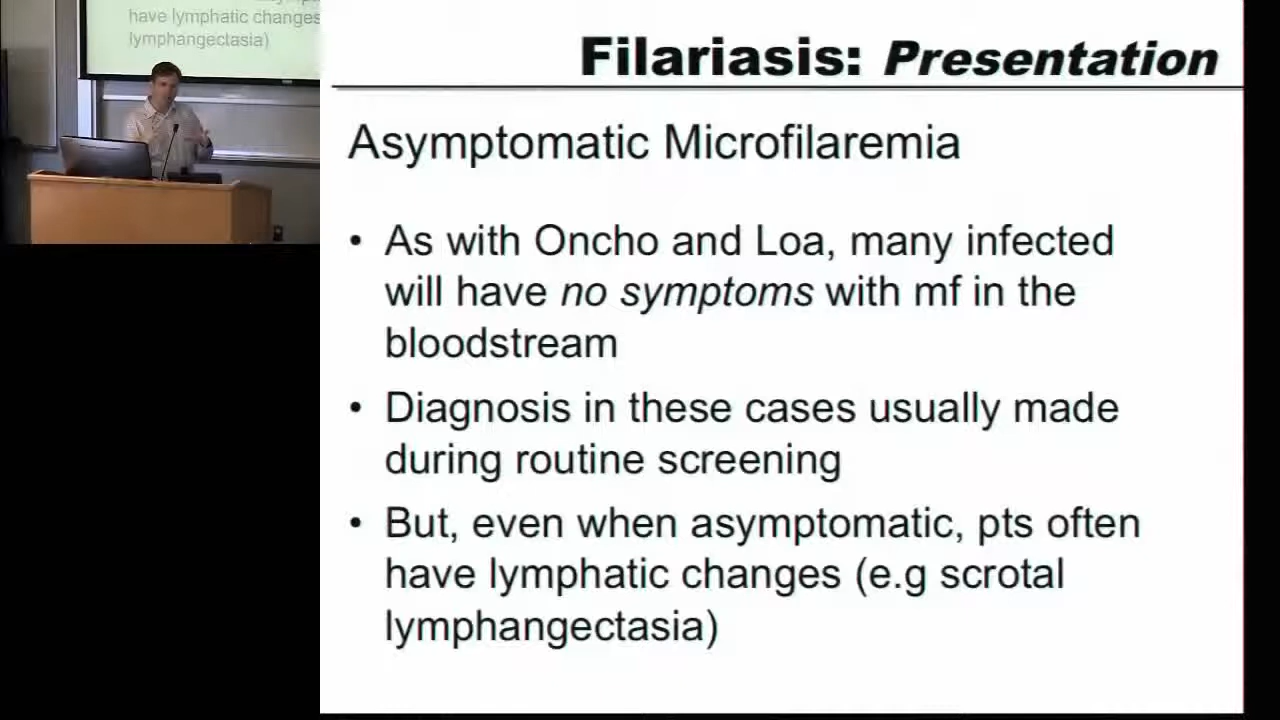 have lymphatic changes
lymphangectasia)
Filariasis: Presentation
Asymptomatic Microfilaremia
• As with Oncho and Loa, many infected
will have no symptoms with mf in the
bloodstream
• Diagnosis in these cases usually made
during routine screening
• But, even when asymptomatic, pts often
have lymphatic changes (e.g scrotal
lymphangectasia)